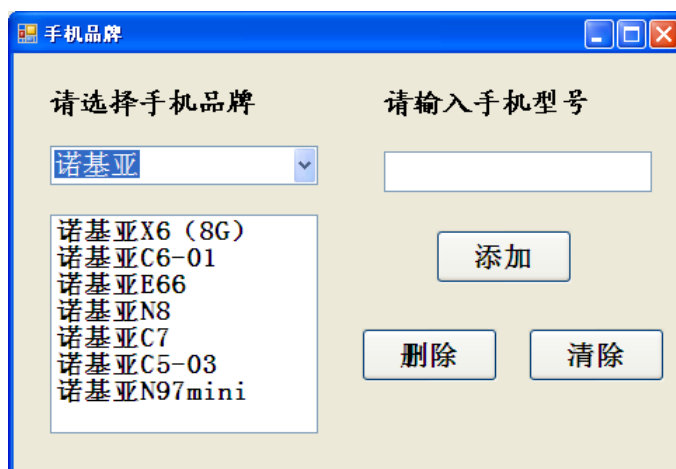 手机品牌
请选择手机品牌
请输入手机型号
诺基亚
诺基亚X6（8G）
诺基亚C6-01
诺基亚E66
诺基亚N8
诺基亚C7
诺基亚C5-03
诺基亚N97mini
添加
删除
清除